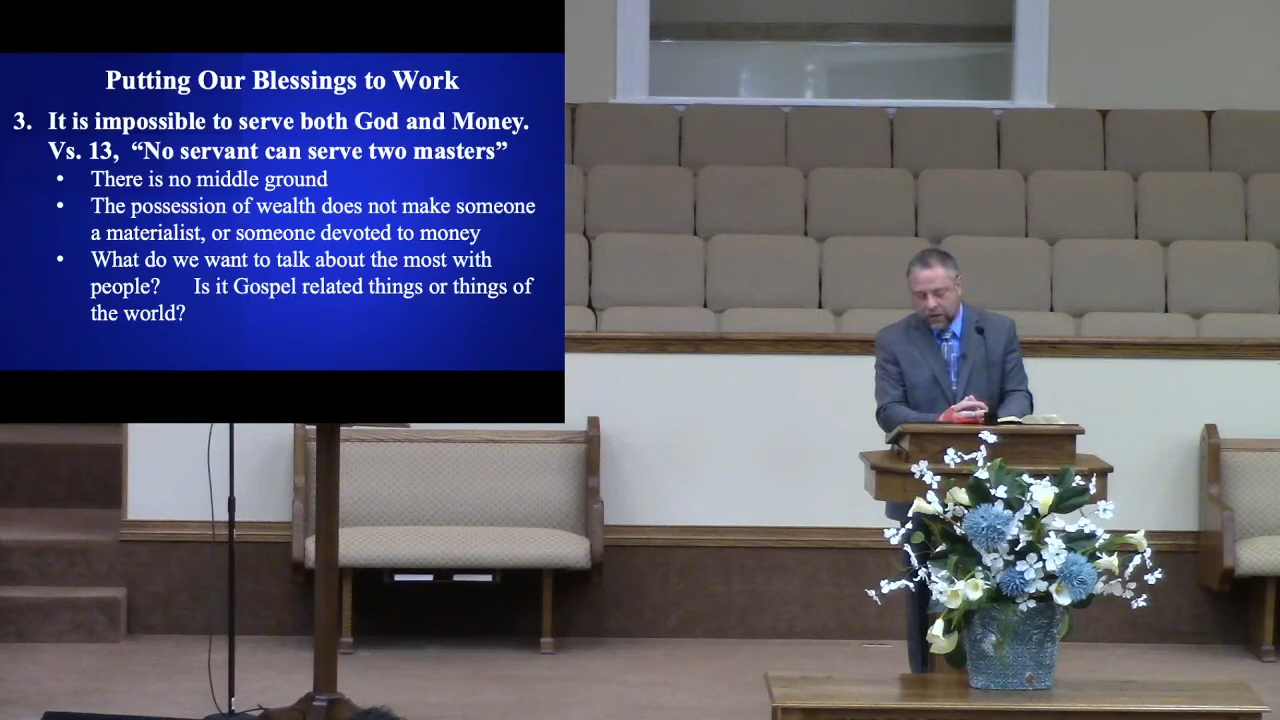 Putting Our Blessings to Work
3. It is impossible to serve both God and Money.
Vs. 13, “No servant can serve two masters”
• There is no middle ground
• The possession of wealth does not make someone
a materialist, or someone devoted to money
• What do we want to talk about the most with
people? Is it Gospel related things or things of
the world?